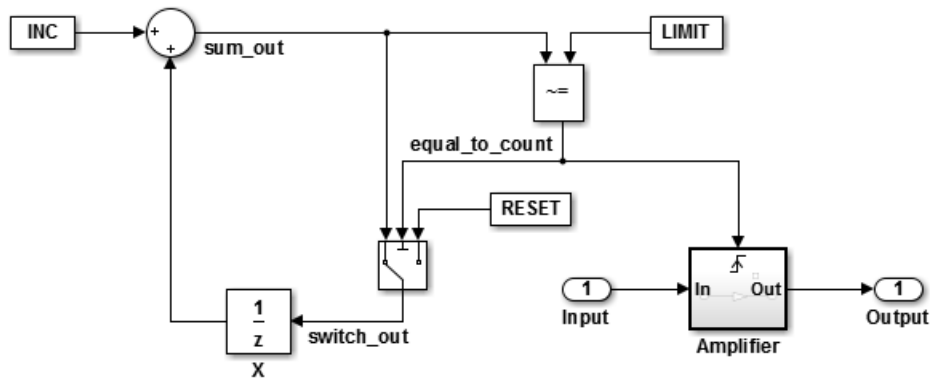 INC
+
+
sum_out
LIMIT
~=
equal_to_count
RESET
1
In
Out
1
Input
Output
Amplifier
1
z
switch_out
X